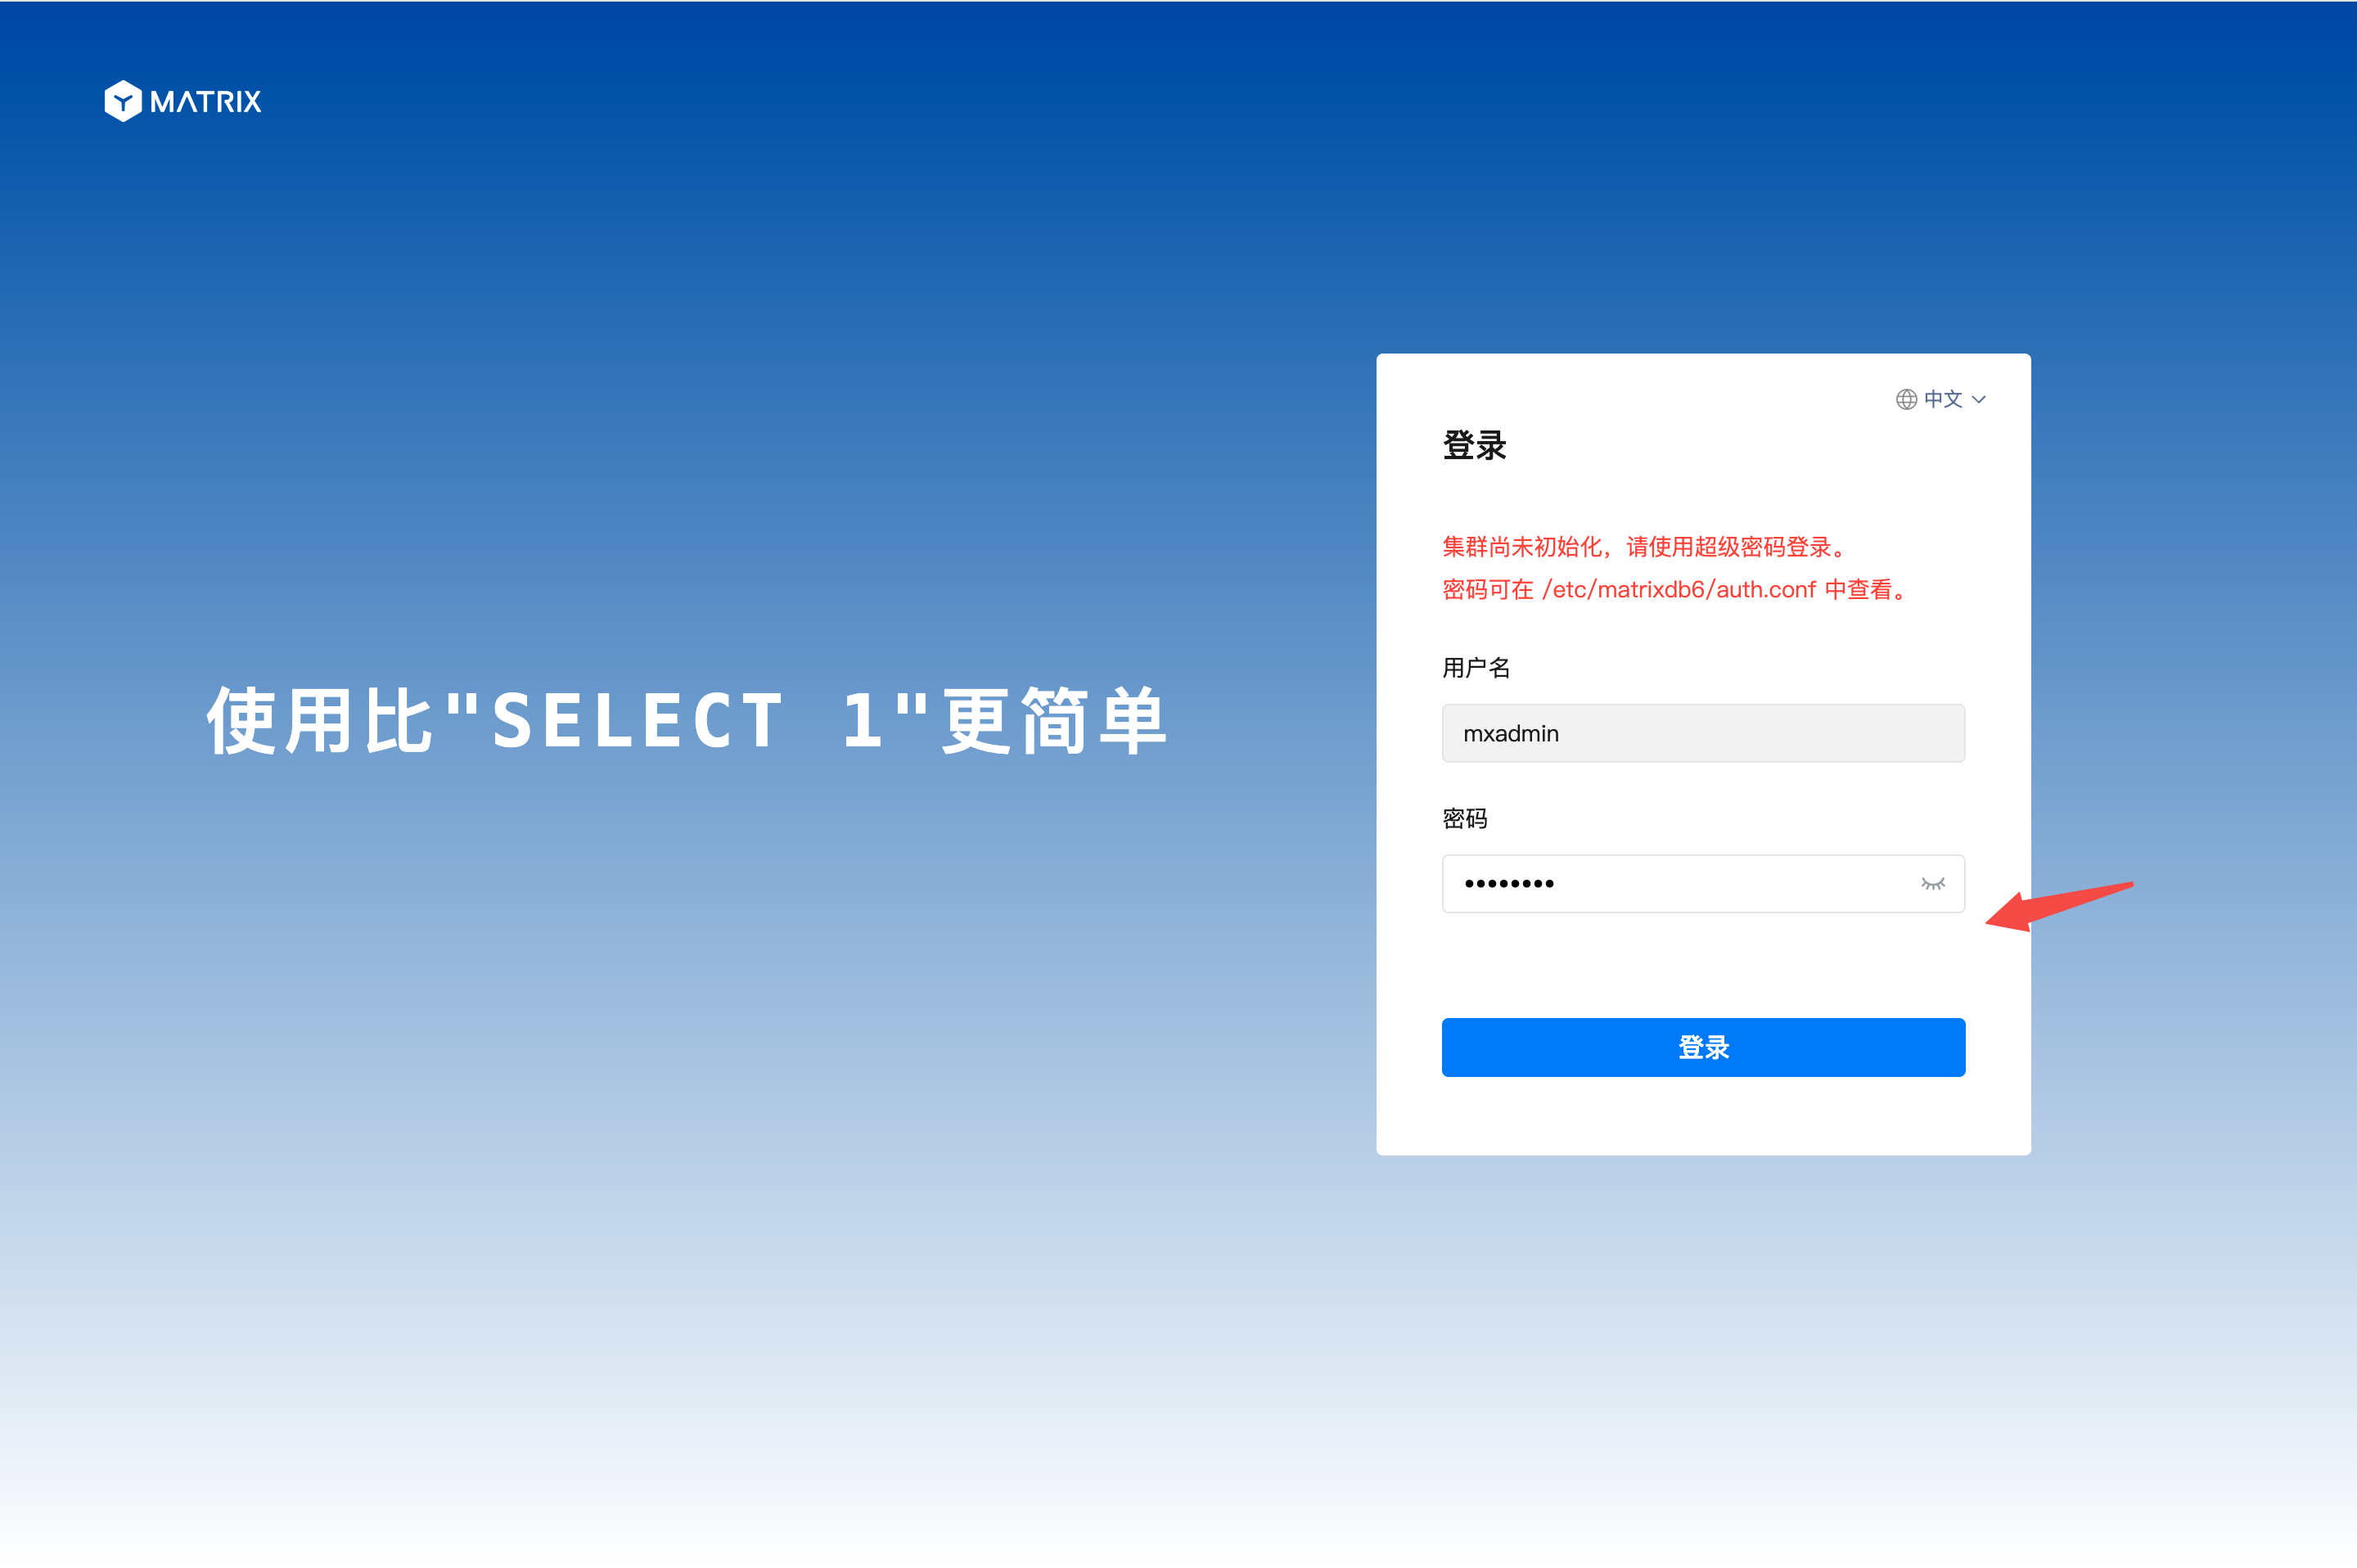 MATRIX
使用比"SELECT 1"更简单
中文
登录
集群尚未初始化，请使用超级密码登录。
密码可在 /etc/matrixdb6/auth.conf 中查看。
用户名
mxadmin
密码
••••••••
登录